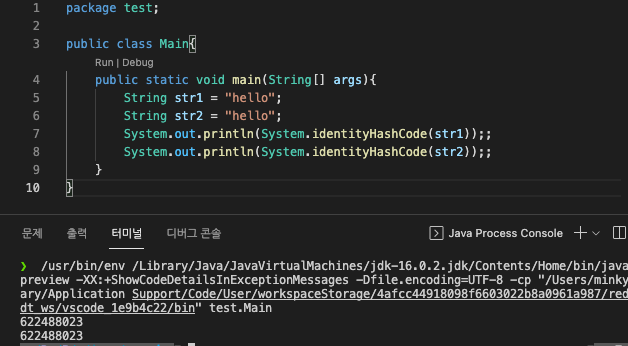 1 package test;
2
3 public class Main{
Run | Debug
4 public static void main(String[] args){
5 String str1 = "hello";
6 String str2 = "hello";
7 System.out.println(System.identityHashCode(str1));;
8 System.out.println(System.identityHashCode(str2));;
9 }
10 }
문제 출력 터미널 디버그 콘솔 Java Process Console
❯ /usr/bin/env /Library/Java/JavaVirtualMachines/jdk-16.0.2.jdk/Contents/Home/bin/java
preview -XX:+ShowCodeDetailsInExceptionMessages -Dfile.encoding=UTF-8 -cp "/Users/minky
ary/Application Support/Code/User/workspaceStorage/4afcc44918098f6603022b8a0961a987/red
dt_ws/vscode_1e9b4c22/bin" test.Main
622488023
622488023